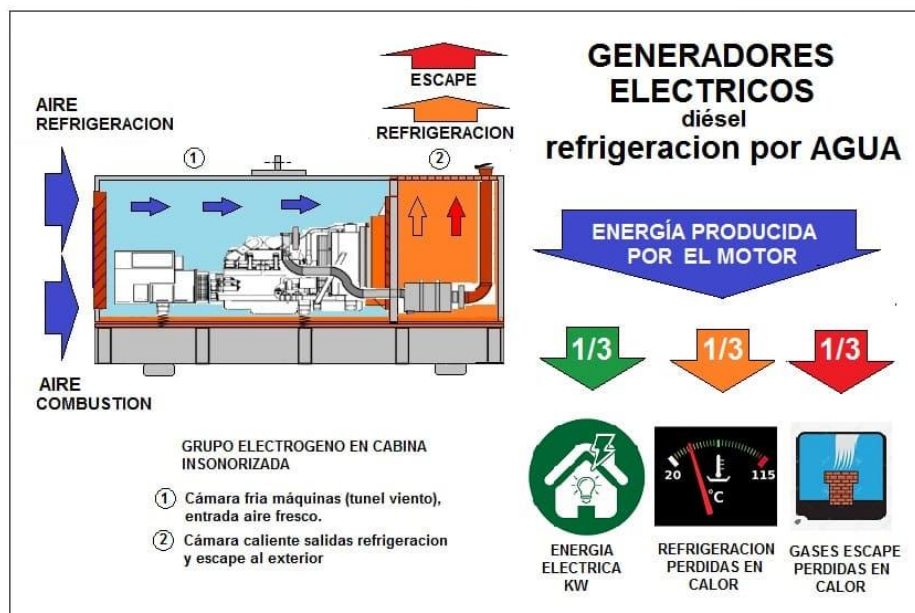 GENERADORES
ELECTRICOS
diésel
refrigeracion por AGUA
ESCAPE
REFRIGERACION
AIRE
REFRIGERACION
1
2
AIRE
COMBUSTION
GRUPO ELECTROGENO EN CABINA
INSONORIZADA
1 Cámara fria máquinas (tunel viento),
entrada aire fresco.
2 Cámara caliente salidas refrigeracion
y escape al exterior
ENERGÍA PRODUCIDA
POR EL MOTOR
1/3
1/3
1/3
20
115
°C
ENERGIA
ELECTRICA
KW
REFRIGERACION
PERDIDAS EN
CALOR
GASES ESCAPE
PERDIDAS EN
CALOR